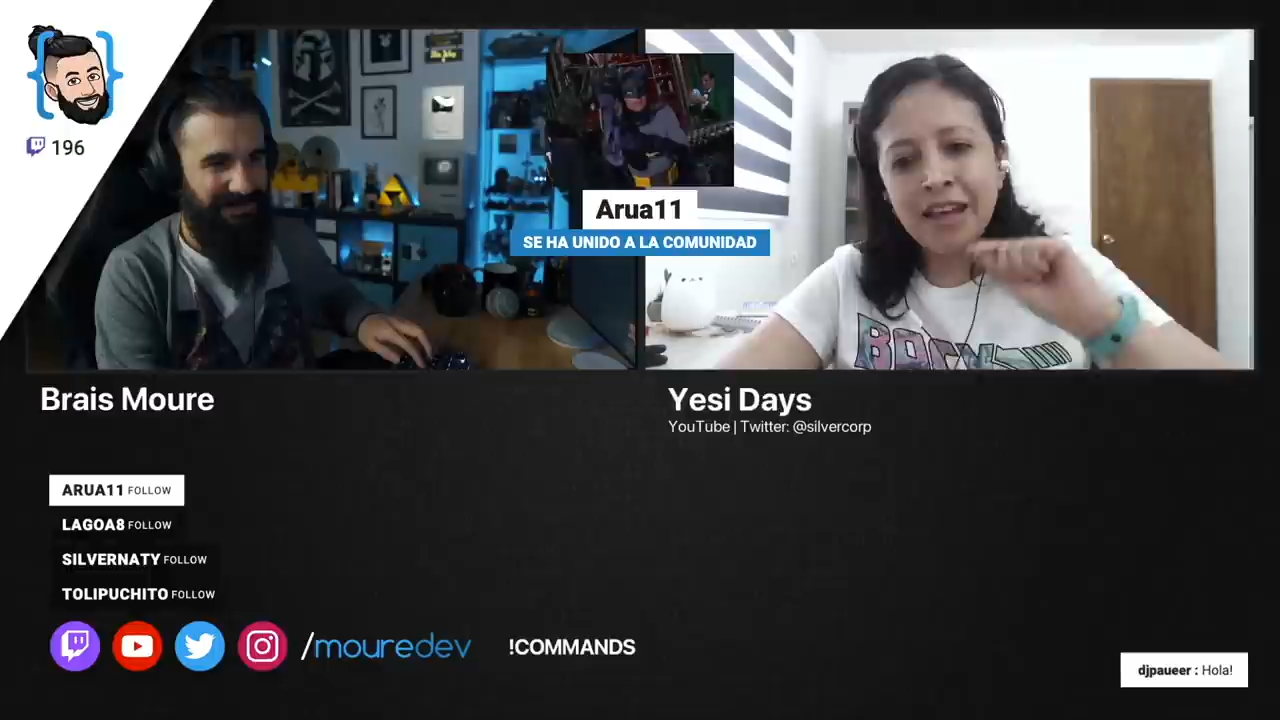 196
Arua11
SE HA UNIDO A LA COMUNIDAD
Brais Moure
Yesi Days
YouTube | Twitter: @silvercorp
ARUA11 FOLLOW
LAGOA8 FOLLOW
SILVERNATY FOLLOW
TOLIPUCHITO FOLLOW
/mouredev
!COMMANDS
djpaueer : Hola!